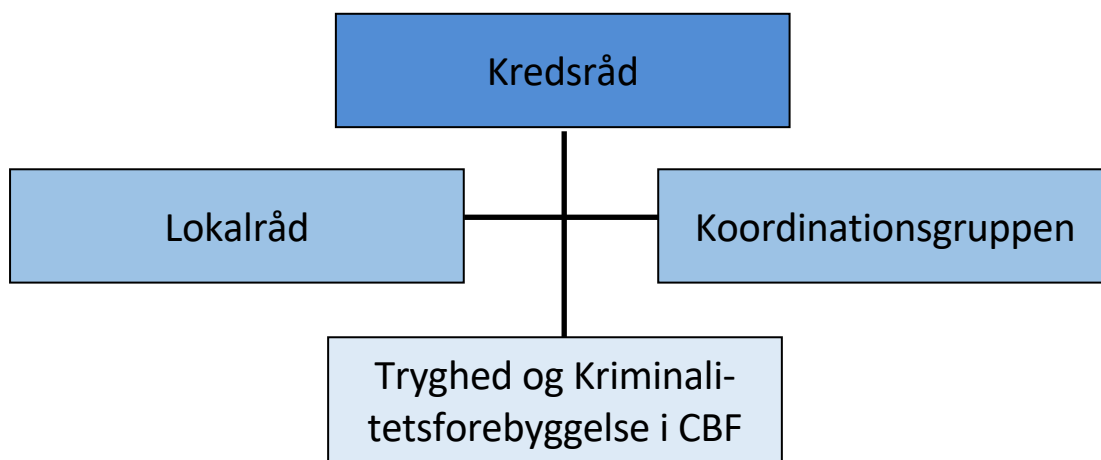 Kredsråd
Lokalråd
Koordinationsgruppen
Tryghed og Kriminali-
tetsforebyggelse i CBF